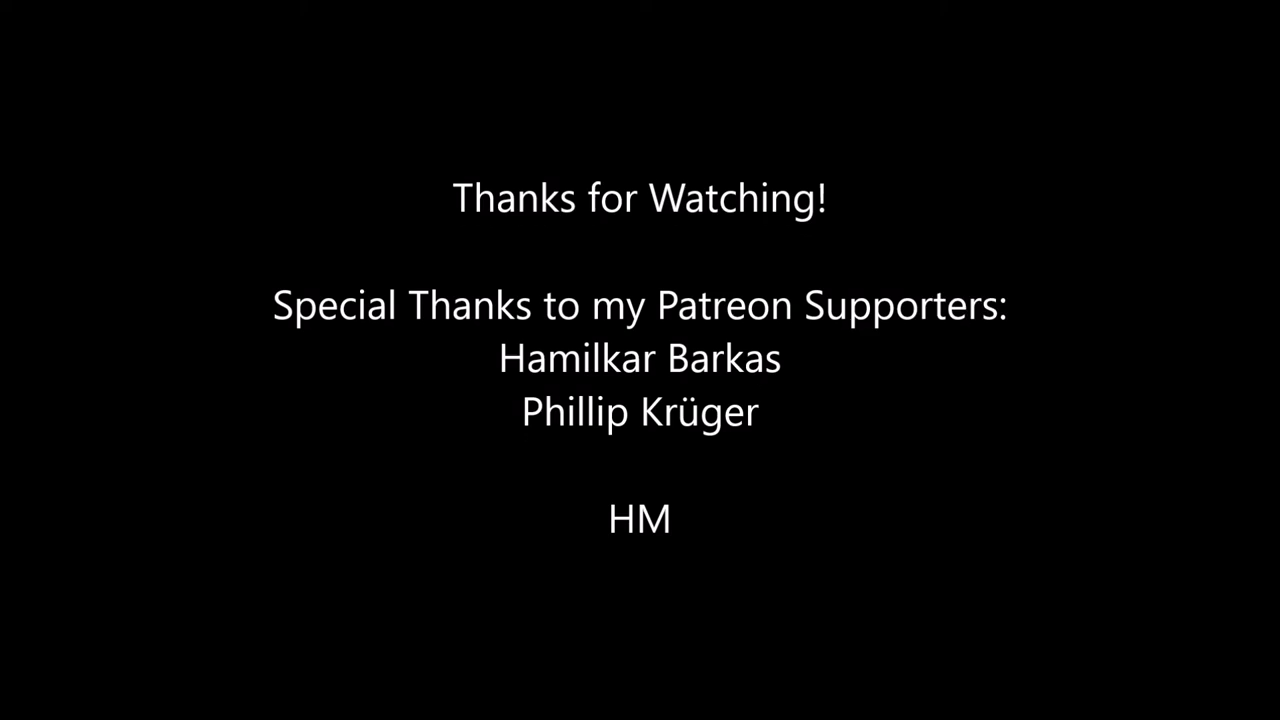 Thanks for Watching!
Special Thanks to my Patreon Supporters:
Hamilkar Barkas
Phillip Krüger
HM